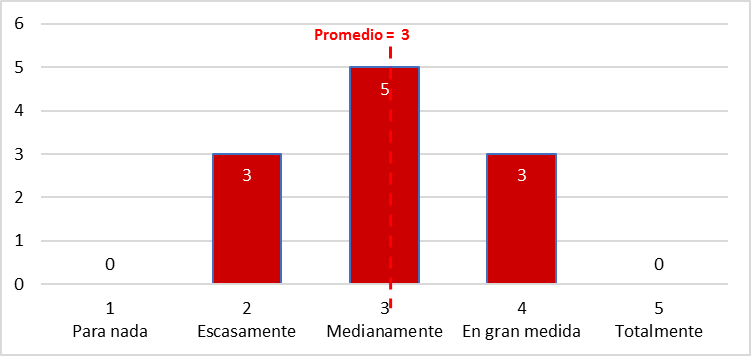 Promedio = 3
6
5
4
3
2
1
0
0
3
5
3
0
1
2
3
4
5
Para nada
Escasamente
Medianamente
En gran medida
Totalmente